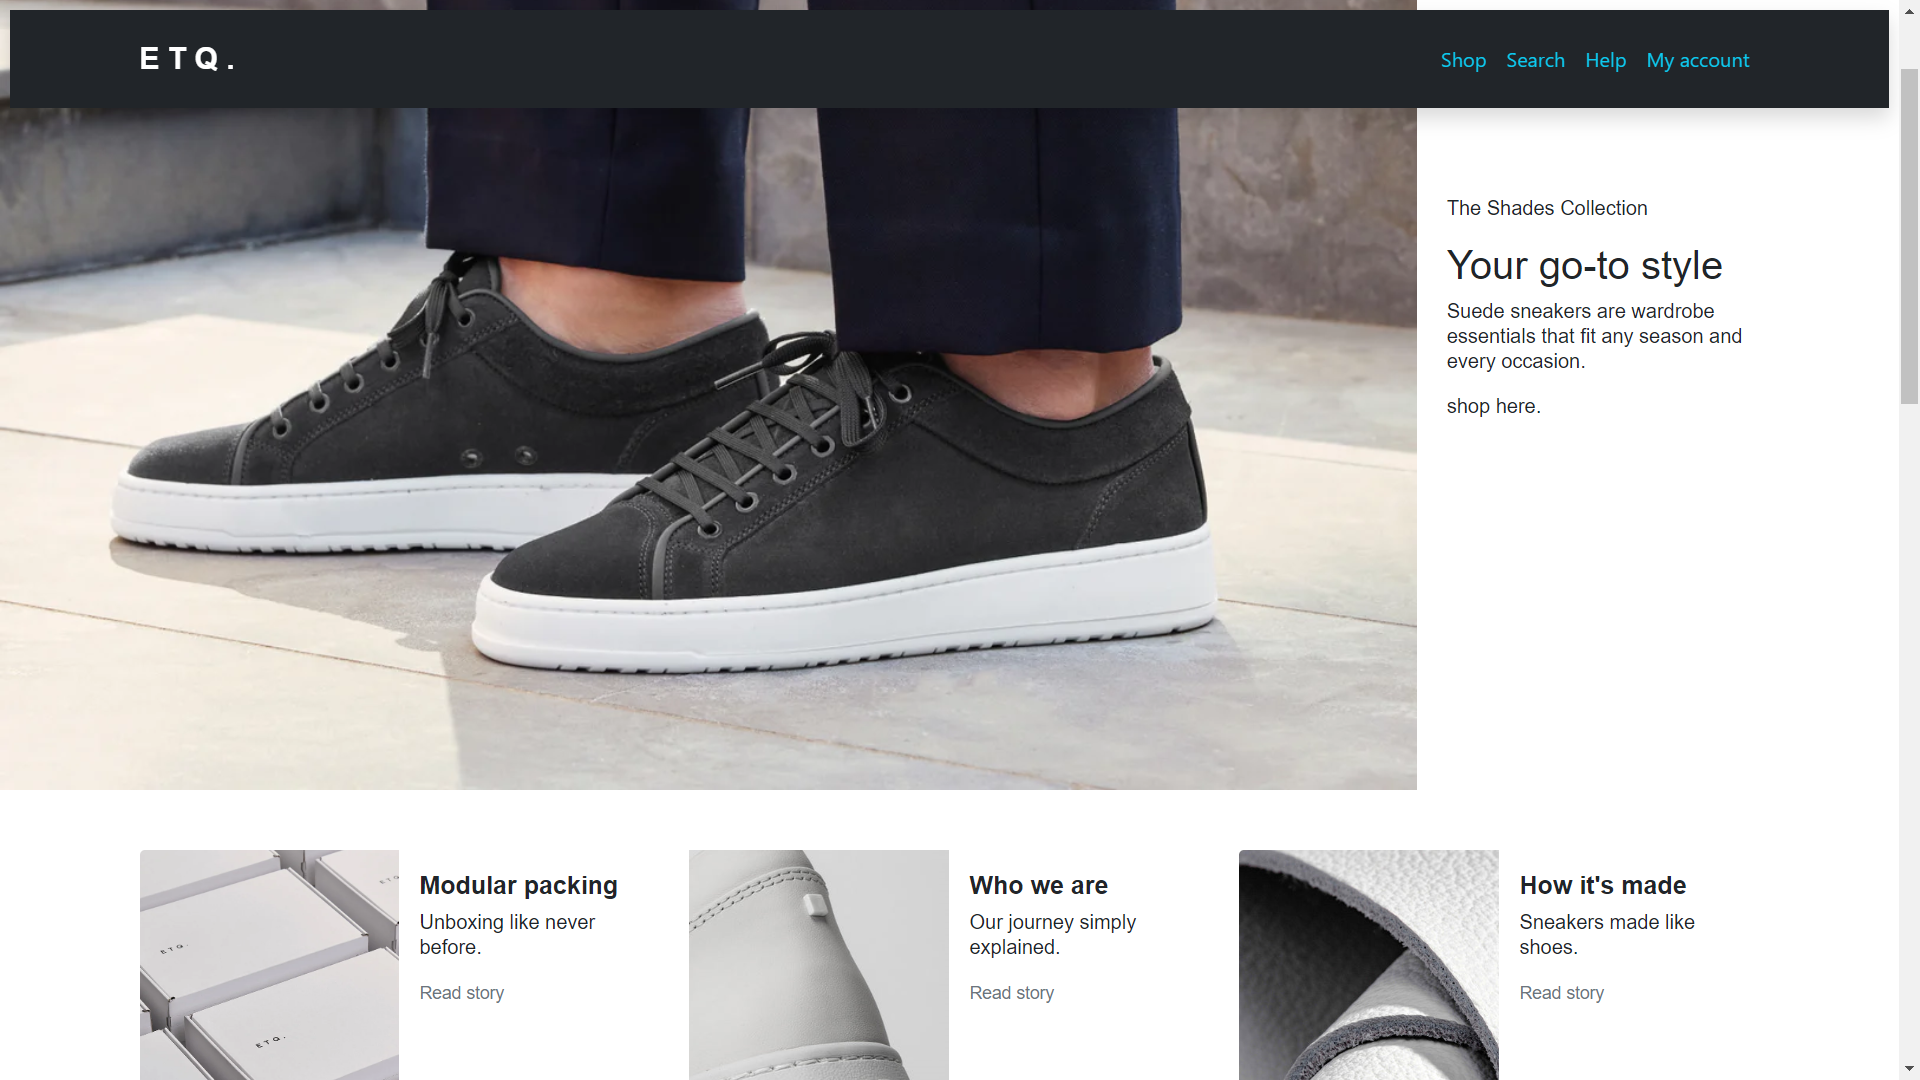 ETQ.
Shop Search Help My account
The Shades Collection
Your go-to style
Suede sneakers are wardrobe
essentials that fit any season and
every occasion.
shop here.
Modular packing
Unboxing like never
before.
Read story
Who we are
Our journey simply
explained.
Read story
How it's made
Sneakers made like
shoes.
Read story
ETQ.
ETQ.